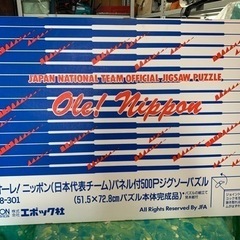 JAPAN NATIONAL TEAM OFFICIAL JIGSAW PUZZLE
Ole! Nippon
オーレ!ニッポン(日本代表チーム)パネル付500Pジグソーパズル
8-301
(51.5×72.8cmパズル本体完成品)
エポック社
All Rights Reserved By JFA